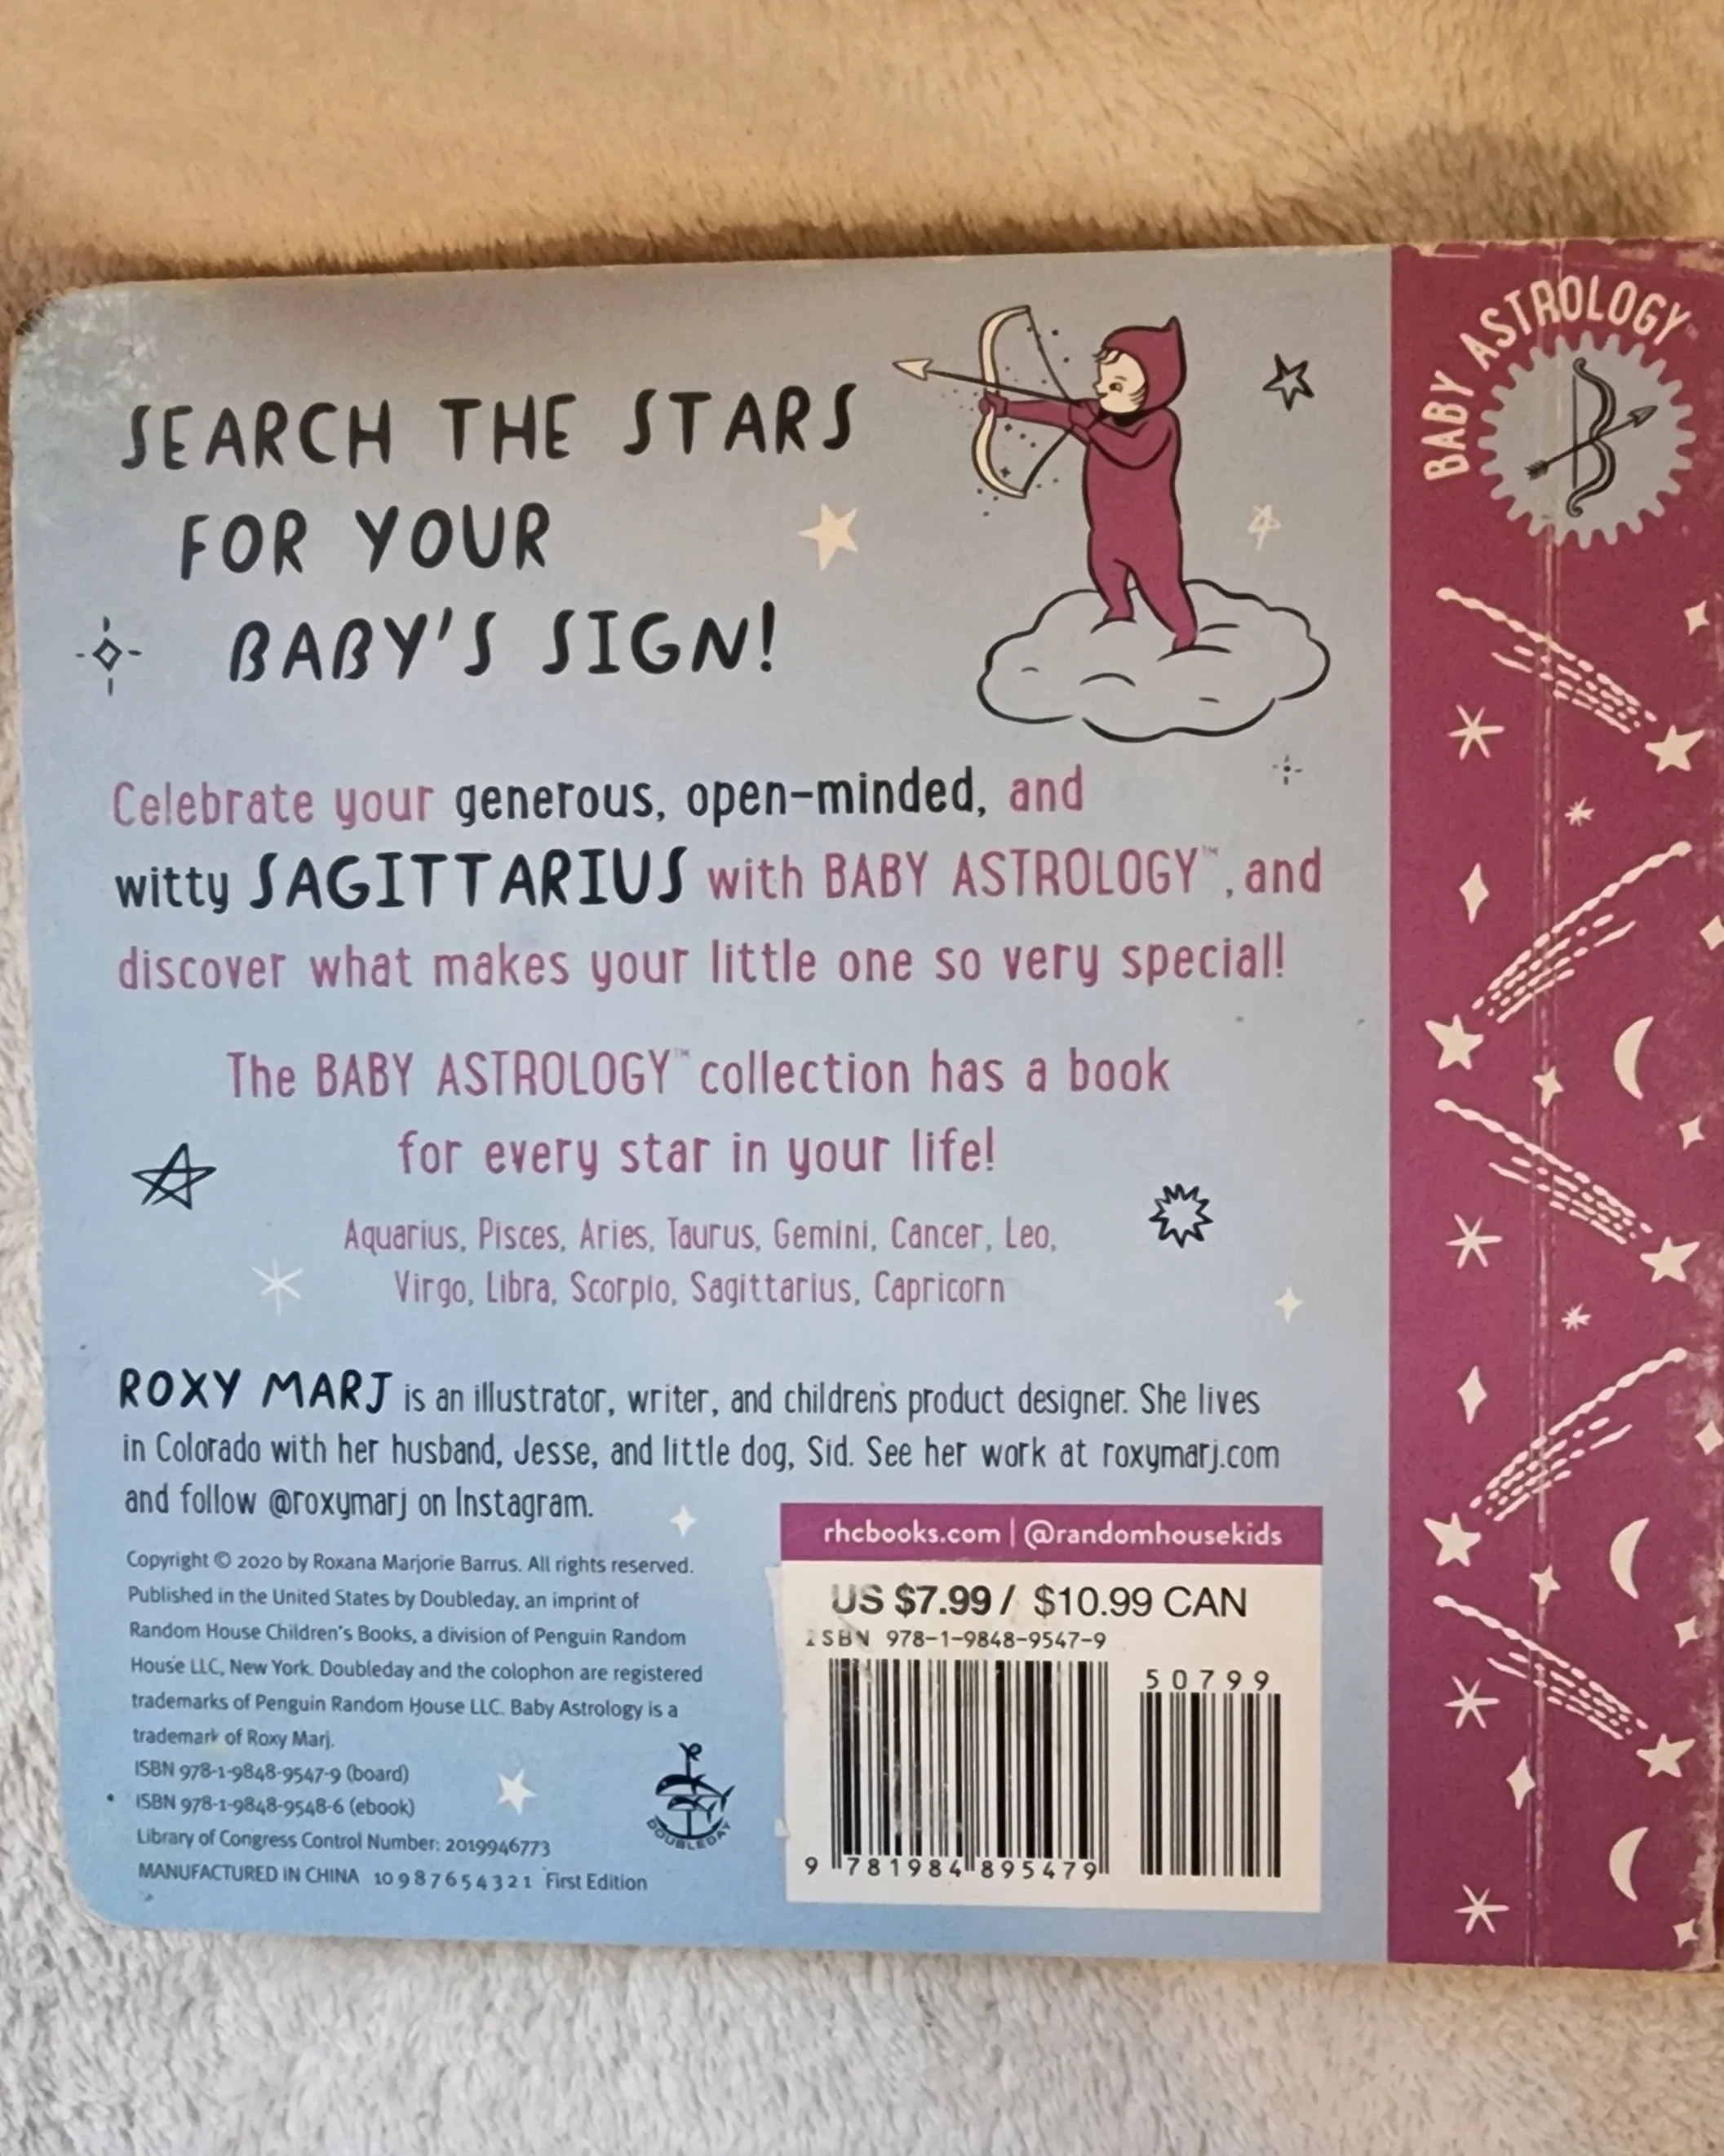 SEARCH THE STARS
FOR YOUR
BABY'S SIGN!
Celebrate your generous, open-minded, and
witty SAGITTARIUS with BABY ASTROLOGY™, and
discover what makes your little one so very special!
The BABY ASTROLOGY™ collection has a book
for every star in your life!
Aquarius, Pisces, Aries, Taurus, Gemini, Cancer, Leo,
Virgo, Libra, Scorpio, Sagittarius, Capricorn
ROXY MARJ is an illustrator, writer, and children's product designer. She lives
in Colorado with her husband, Jesse, and little dog, Sid. See her work at roxymarj.com
and follow @roxymarj on Instagram.
Copyright © 2020 by Roxana Marjorie Barrus. All rights reserved.
Published in the United States by Doubleday, an imprint of
Random House Children's Books, a division of Penguin Random
House LLC, New York. Doubleday and the colophon are registered
trademarks of Penguin Random House LLC. Baby Astrology is a
trademark of Roxy Marj.
ISBN 978-1-9848-9547-9 (board)
ISBN 978-1-9848-9548-6 (ebook)
Library of Congress Control Number: 2019946773
MANUFACTURED IN CHINA 10 9 8 7 6 5 4 3 2 1 First Edition
DOUBLEDAY
rhcbooks.com | @randomhousekids
US $7.99 / $10.99 CAN
ISBN 978-1-9848-9547-9
50799
9 781984 895479
BABY ASTROLOGY™